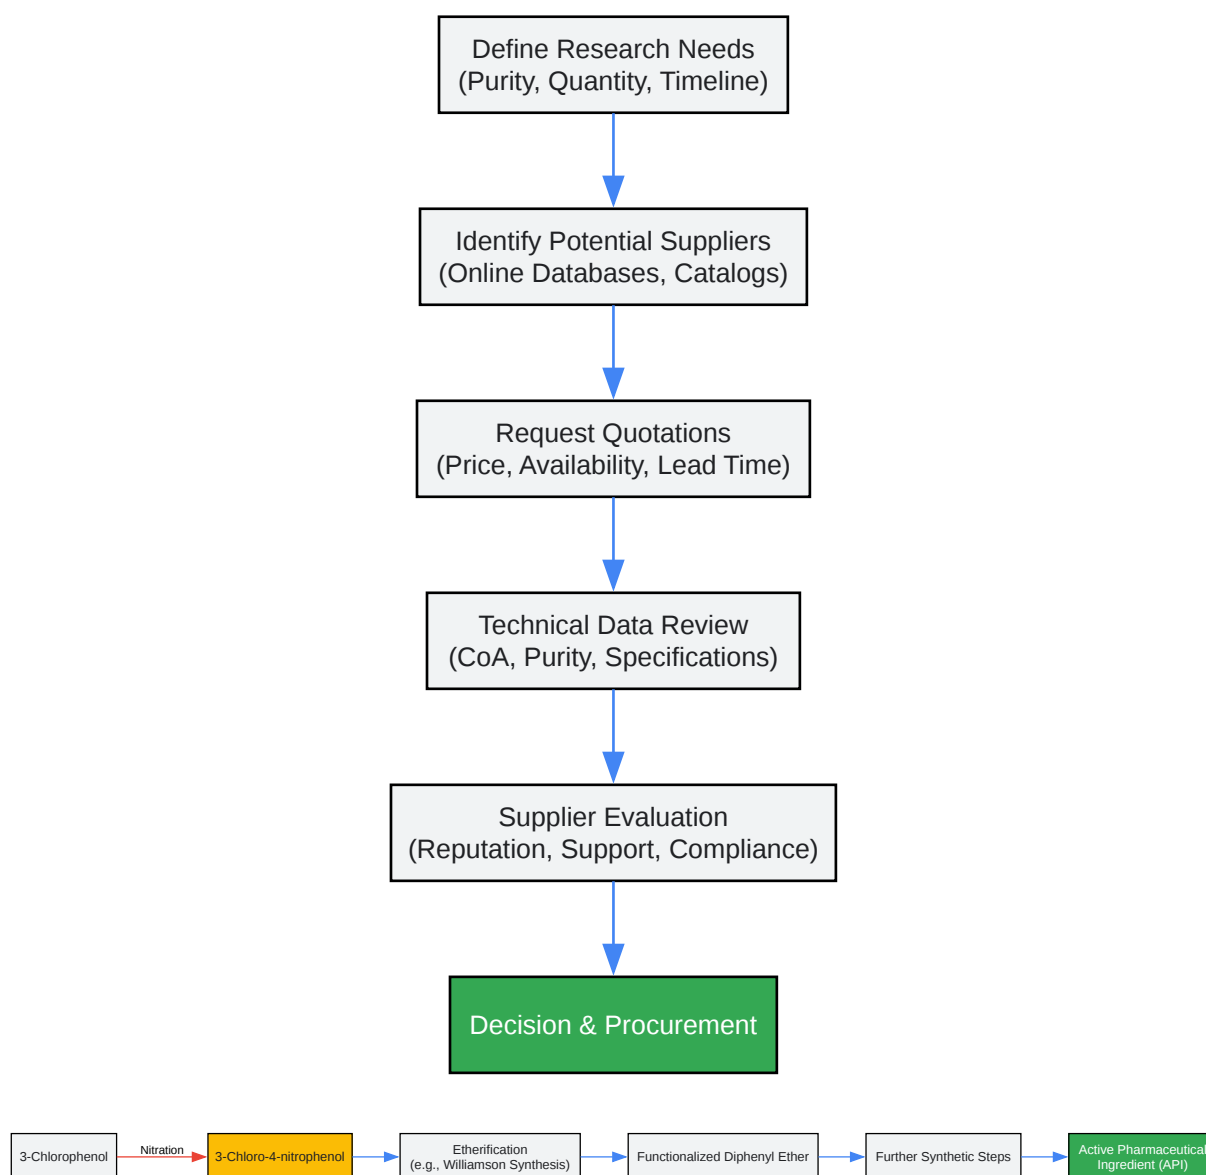 Define Research Needs
(Purity, Quantity, Timeline)
Identify Potential Suppliers
(Online Databases, Catalogs)
Request Quotations
(Price, Availability, Lead Time)
Technical Data Review
(CoA, Purity, Specifications)
Supplier Evaluation
(Reputation, Support, Compliance)
Decision & Procurement
3-Chlorophenol
Nitration
3-Chloro-4-nitrophenol
Etherification
(e.g., Williamson Synthesis)
Functionalized Diphenyl Ether
Further Synthetic Steps
Active Pharmaceutical
Ingredient (API)